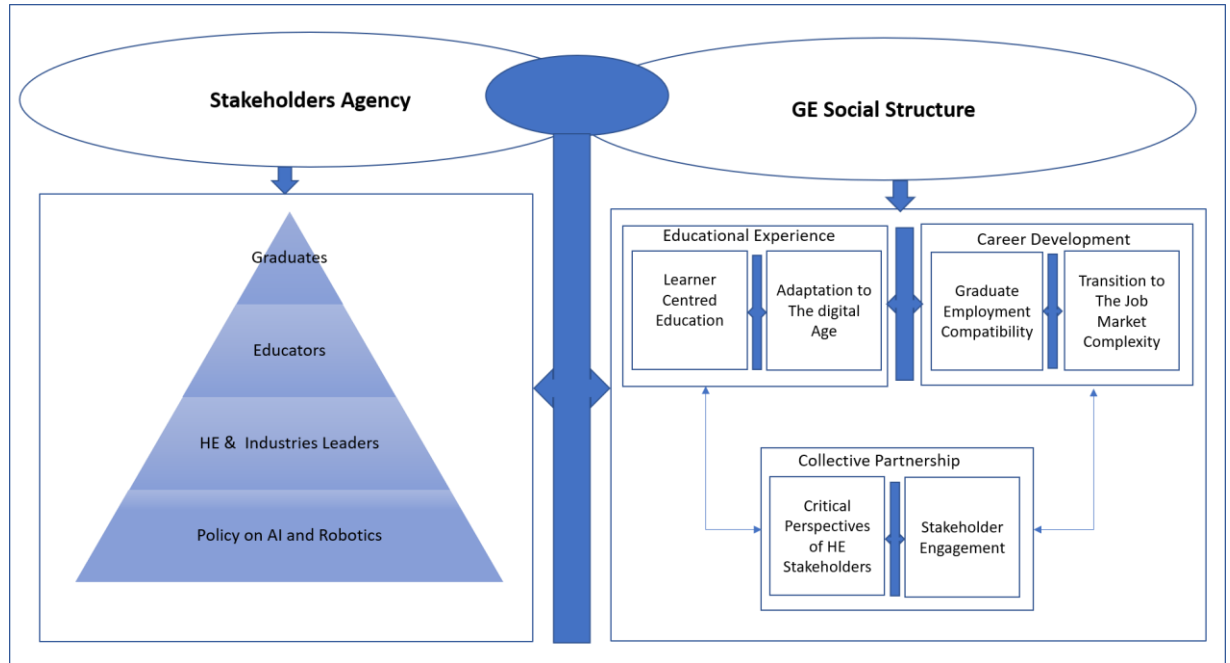 Stakeholders Agency
GE Social Structure
Graduates
Educators
HE & Industries Leaders
Policy on AI and Robotics
Educational Experience
Learner
Centred
Education
Adaptation to
The digital
Age
Career Development
Graduate
Employment
Compatibility
Transition to
The Job
Market
Complexity
Collective Partnership
Critical
Perspectives
of HE
Stakeholders
Stakeholder
Engagement